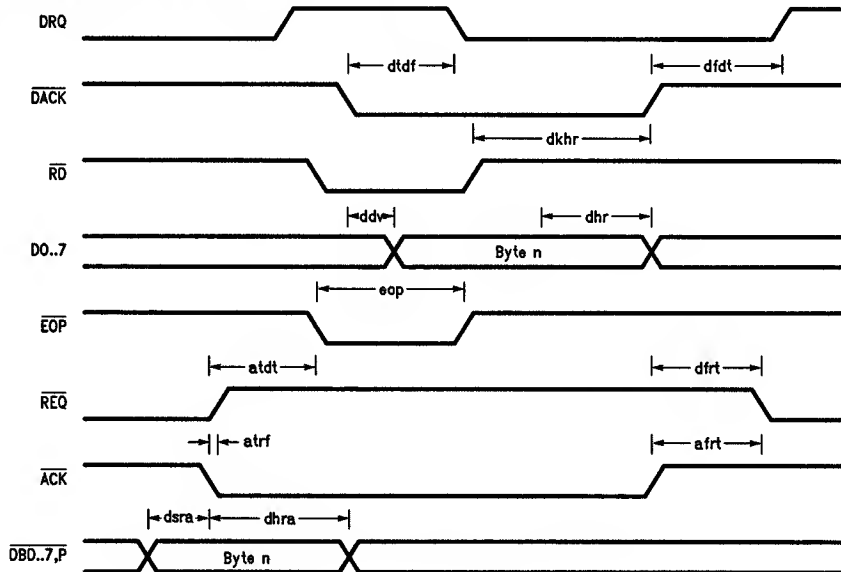 DRQ
dtdf
dfdt
DACK
dkhr
RD
ddv
dhr
DO..7
Byte n
eop
EOP
atdt
dfrt
REQ
atrf
afrt
ACK
dsra
dhra
DBD..7,P
Byte n